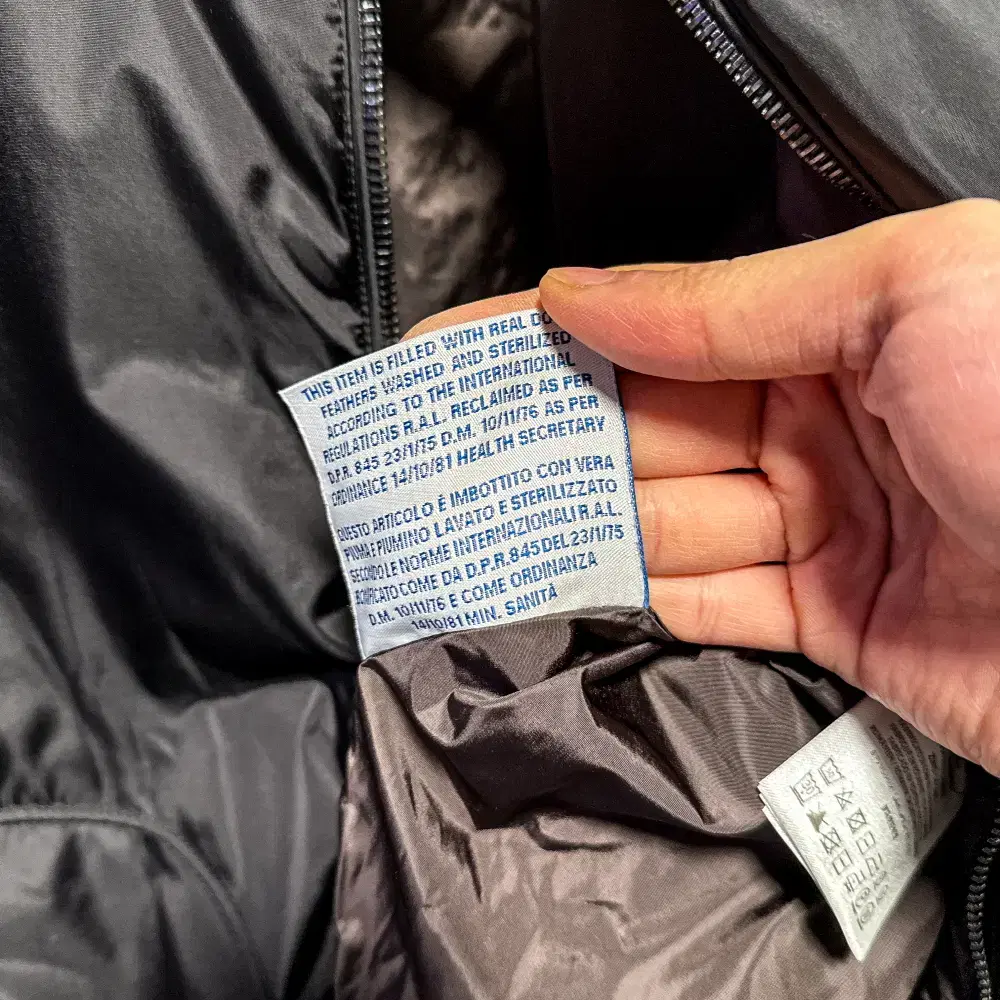 THIS ITEM IS FILLED WITH REAL DO
FEATHERS WASHED AND STERILIZED
ACCORDING TO THE INTERNATIONAL
REGULATIONS R.A.L. RECLAIMED AS PER
D.P.R. 845 23/1/75 D.M. 10/11/76 AS PER
ORDINANCE 14/10/81 HEALTH SECRETARY
QUESTO ARTICOLO È IMBOTTITO CON VERA
PIUMA E PIUMINO LAVATO E STERILIZZATO
SECONDO LE NORME INTERNAZIONALI R.A.L.
BONIFICATO COME DA D.P.R. 845 DEL 23/1/75
D.M. 10/11/76 E COME ORDINANZA
14/10/81 MIN. SANITÁ